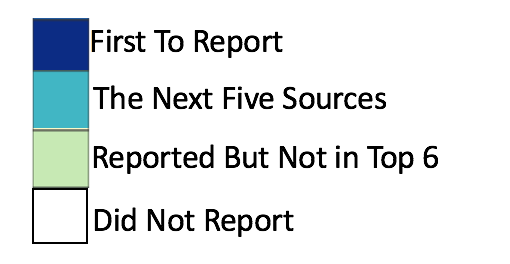 First To Report
The Next Five Sources
Reported But Not in Top 6
Did Not Report